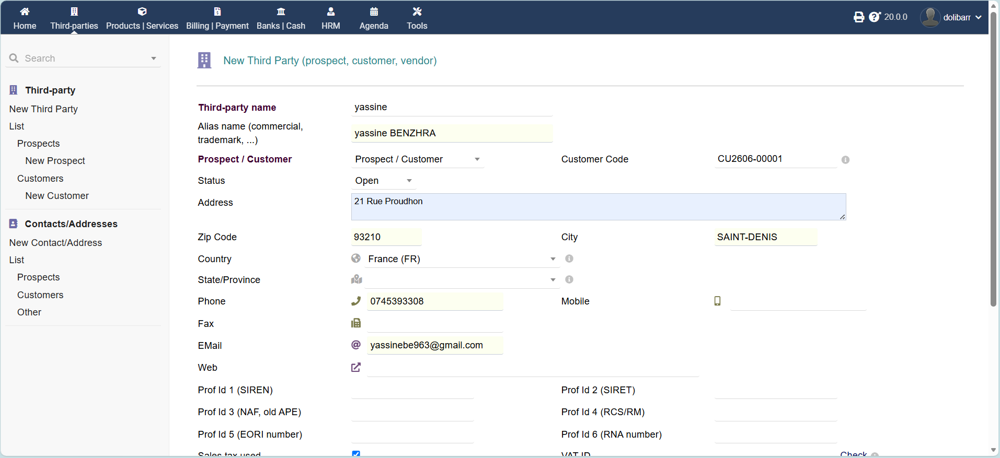 Home Third-parties Products | Services Billing | Payment Banks | Cash HRM Agenda Tools 20.0.0 dolibarr
Search
Third-party
New Third Party
List
Prospects
New Prospect
Customers
New Customer
Contacts/Addresses
New Contact/Address
List
Prospects
Customers
Other
New Third Party (prospect, customer, vendor)
Third-party name yassine
Alias name (commercial,
trademark, ...) yassine BENZHRA
Prospect / Customer Prospect / Customer Customer Code CU2606-00001
Status Open
Address 21 Rue Proudhon
Zip Code 93210 City SAINT-DENIS
Country France (FR)
State/Province
Phone 0745393308 Mobile
Fax
EMail yassinebe963@gmail.com
Web
Prof Id 1 (SIREN) Prof Id 2 (SIRET)
Prof Id 3 (NAF, old APE) Prof Id 4 (RCS/RM)
Prof Id 5 (EORI number) Prof Id 6 (RNA number)
Sales tax used VAT ID Check